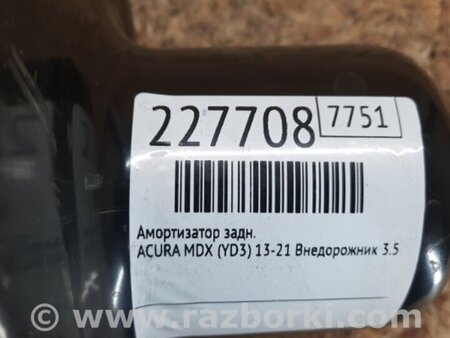 227708 7751
Амортизатор задн.
ACURA MDX (YD3) 13-21 Внедорожник 3.5
© www.razborki.com